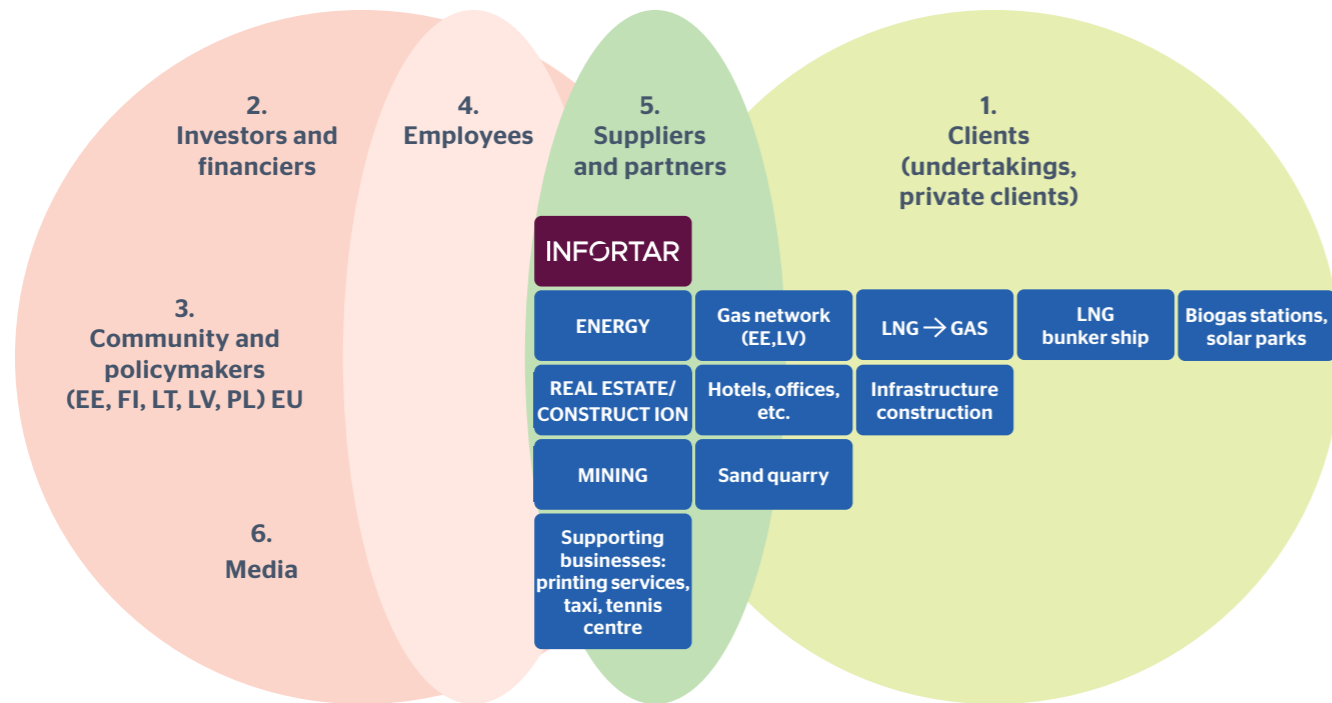 2.
Investors and
financiers
4.
Employees
5.
Suppliers
and partners
1.
Clients
(undertakings,
private clients)
3.
Community and
policymakers
(EE, FI, LT, LV, PL) EU
6.
Media
INFORTAR
ENERGY
Gas network
(EE,LV)
LNG → GAS
LNG
bunker ship
Biogas stations,
solar parks
REAL ESTATE/
CONSTRUCT ION
Hotels, offices,
etc.
Infrastructure
construction
MINING
Sand quarry
Supporting
businesses:
printing services,
taxi, tennis
centre